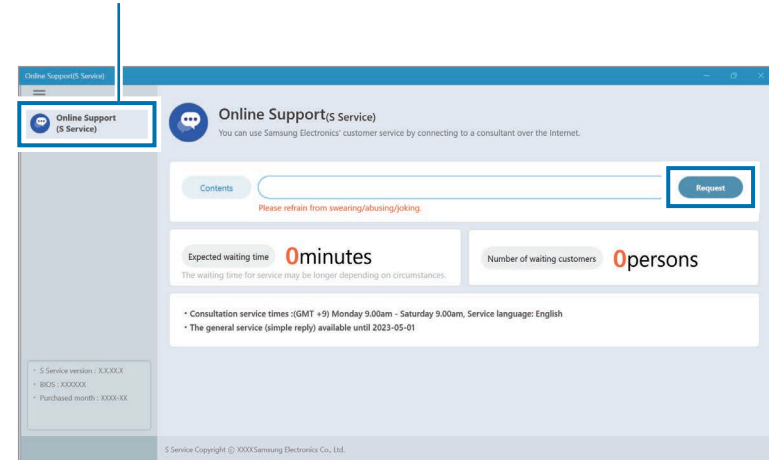 Online Support(S Service)
Online Support
(S Service)
Online Support(S Service)
You can use Samsung Electronics' customer service by connecting to a consultant over the Internet.
Contents
Request
Please refrain from swearing/abusing/joking.
Expected waiting time 0minutes
The waiting time for service may be longer depending on circumstances.
Number of waiting customers 0persons
• Consultation service times :(GMT +9) Monday 9.00am - Saturday 9.00am, Service language: English
• The general service (simple reply) available until 2023-05-01
• S Service version : X.XXX.X
• BIOS : XXXXXX
• Purchased month : XXXX-XX
S Service Copyright ⓒ XXXXSamsung Electronics Co., Ltd.